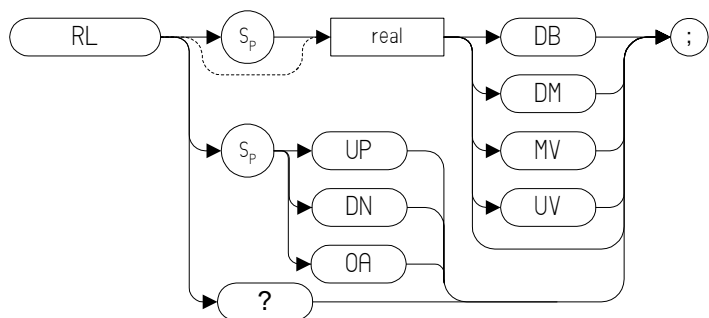 RL SP real DB ;
DM
SP UP MV
DN UV
OA
?